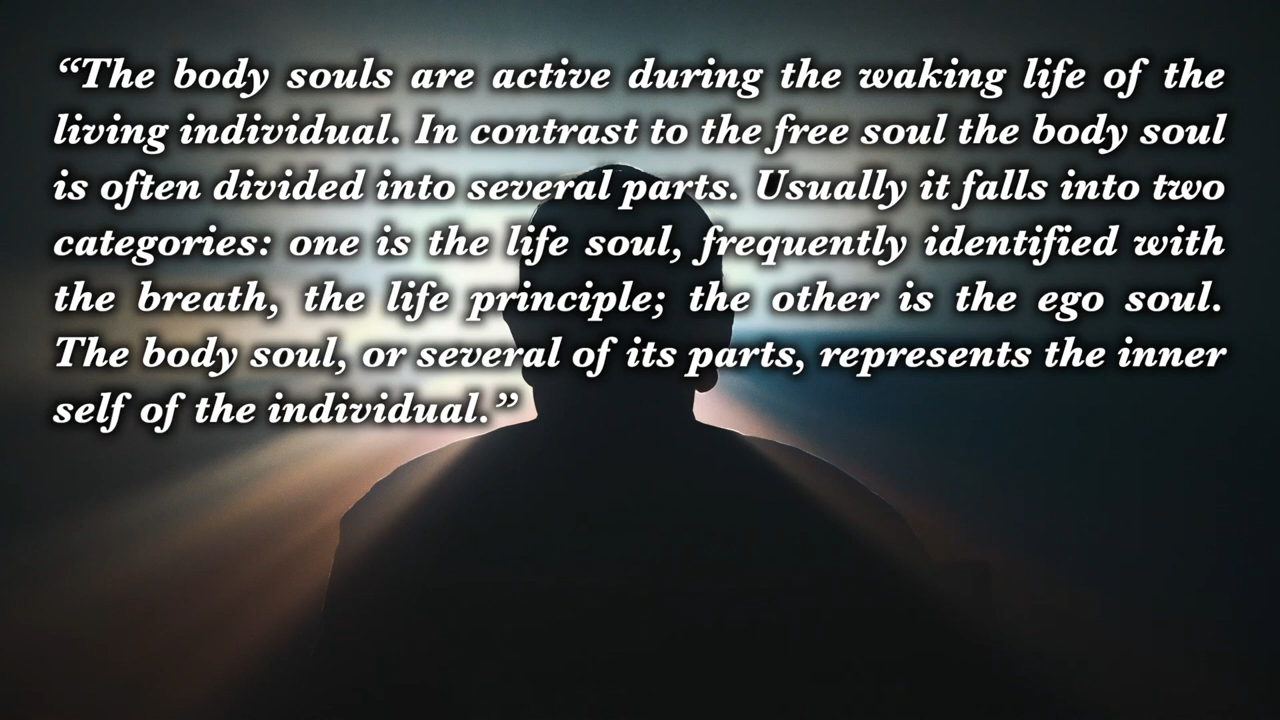 “The body souls are active during the waking life of the
living individual. In contrast to the free soul the body soul
is often divided into several parts. Usually it falls into two
categories: one is the life soul, frequently identified with
the breath, the life principle; the other is the ego soul.
The body soul, or several of its parts, represents the inner
self of the individual.”